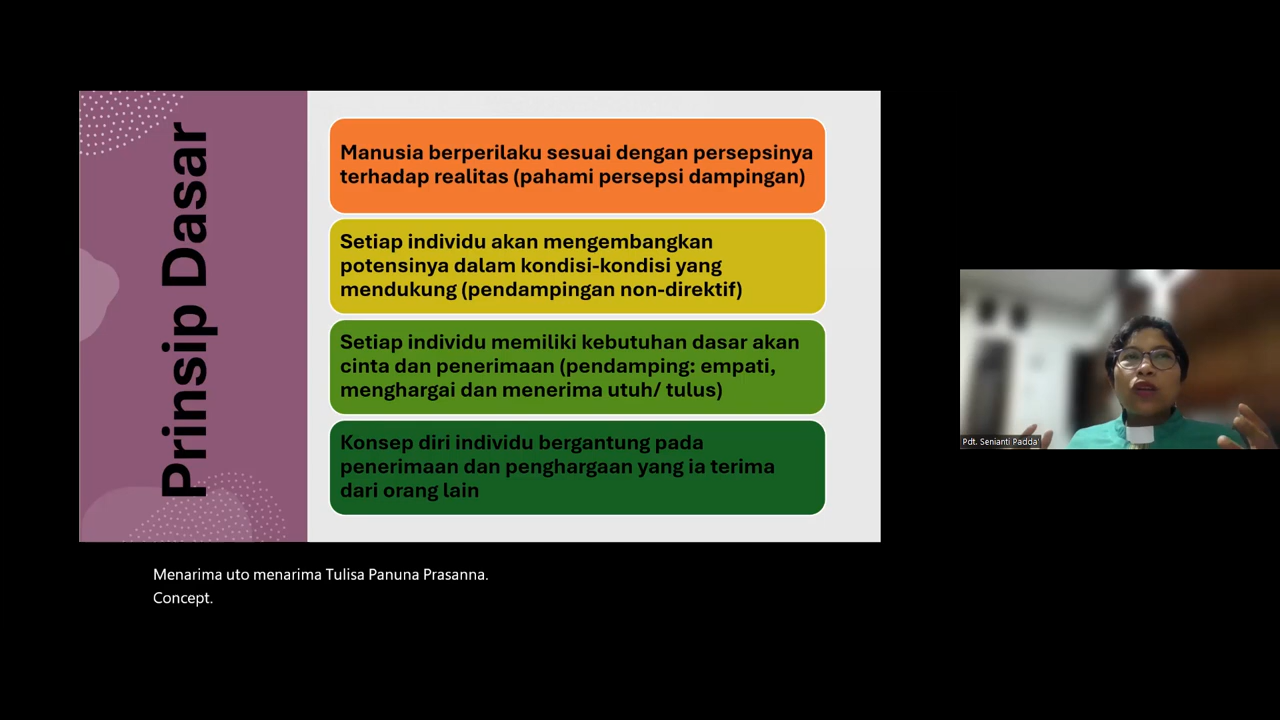 Prinsip Dasar
Manusia berperilaku sesuai dengan persepsinya
terhadap realitas (pahami persepsi dampingan)
Setiap individu akan mengembangkan
potensinya dalam kondisi-kondisi yang
mendukung (pendampingan non-direktif)
Setiap individu memiliki kebutuhan dasar akan
cinta dan penerimaan (pendamping: empati,
menghargai dan menerima utuh/ tulus)
Konsep diri individu bergantung pada
penerimaan dan penghargaan yang ia terima
dari orang lain
Pdt. Senianti Padda'
Menarima uto menarima Tulisa Panuna Prasanna.
Concept.